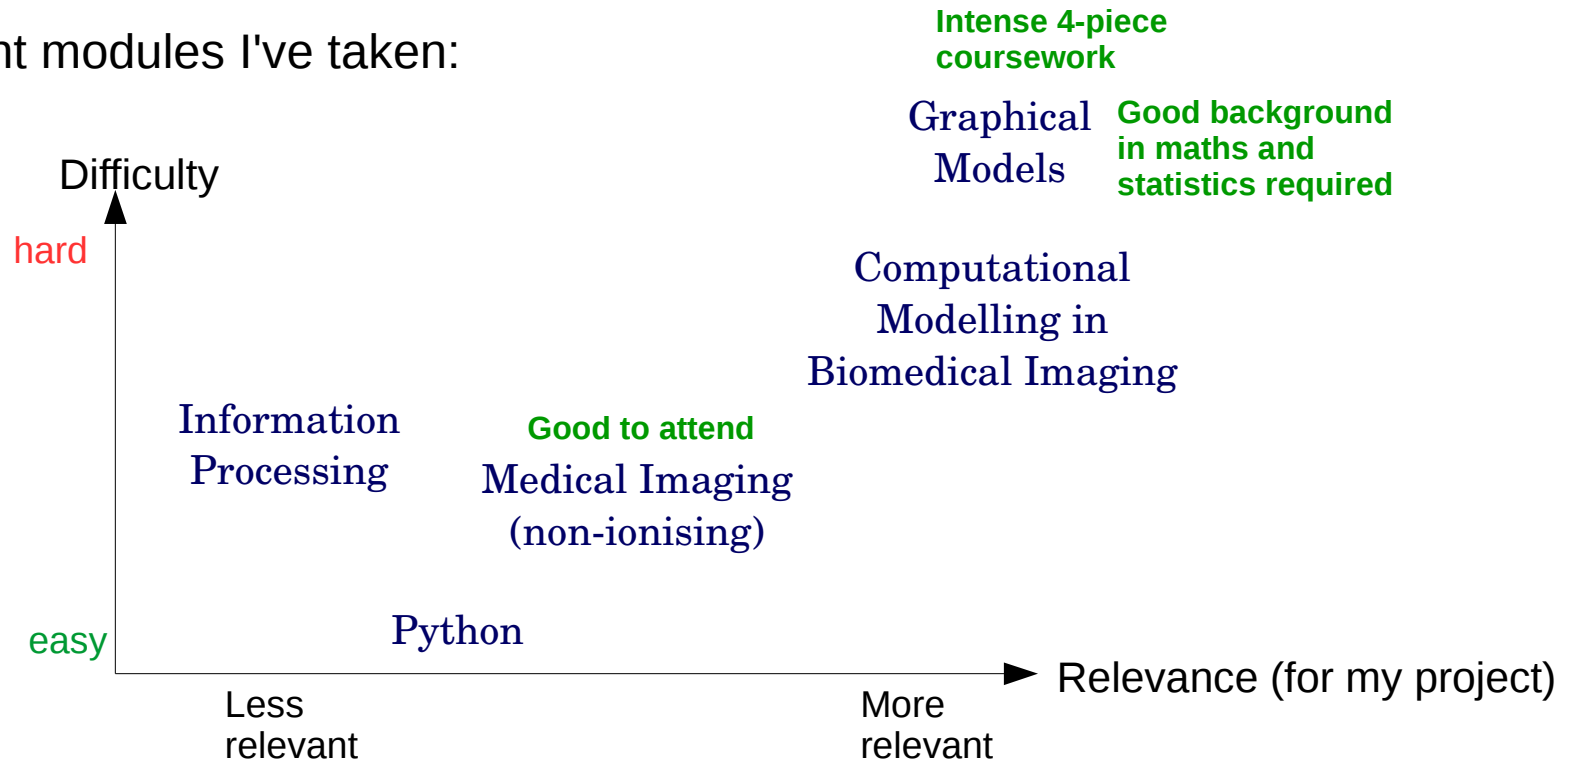 nt modules I've taken:
Intense 4-piece
coursework
Graphical
Models
Good background
in maths and
statistics required
Difficulty
hard
Computational
Modelling in
Biomedical Imaging
Information
Processing
Good to attend
Medical Imaging
(non-ionising)
Python
easy
Relevance (for my project)
Less
relevant
More
relevant